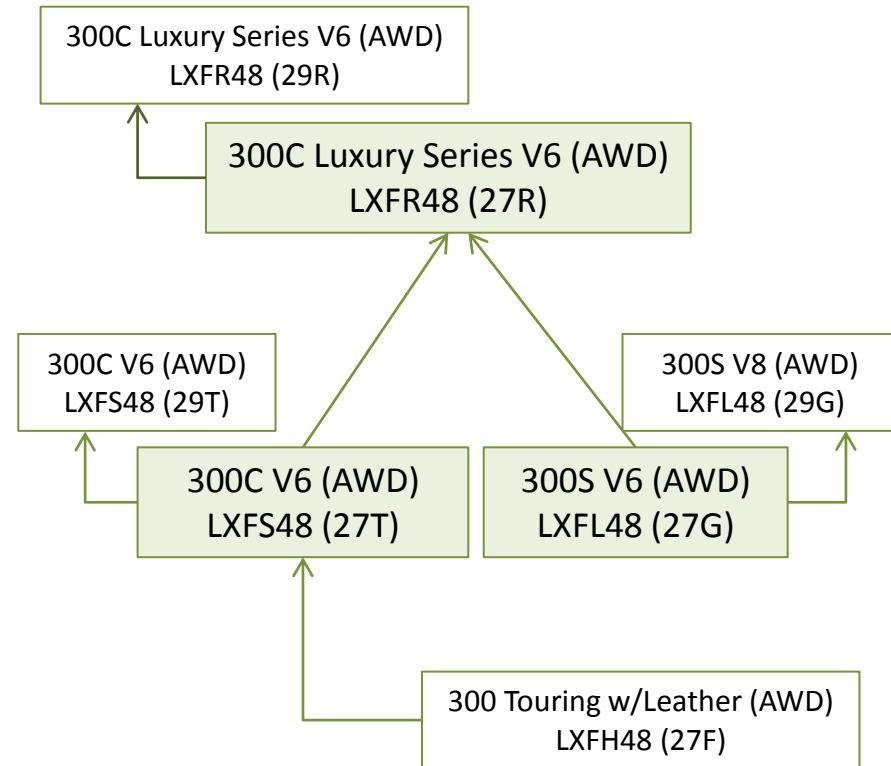 300C Luxury Series V6 (AWD)
LXFR48 (29R)
300C Luxury Series V6 (AWD)
LXFR48 (27R)
300C V6 (AWD)
LXFS48 (29T)
300S V8 (AWD)
LXFL48 (29G)
300C V6 (AWD)
LXFS48 (27T)
300S V6 (AWD)
LXFL48 (27G)
300 Touring w/Leather (AWD)
LXFH48 (27F)